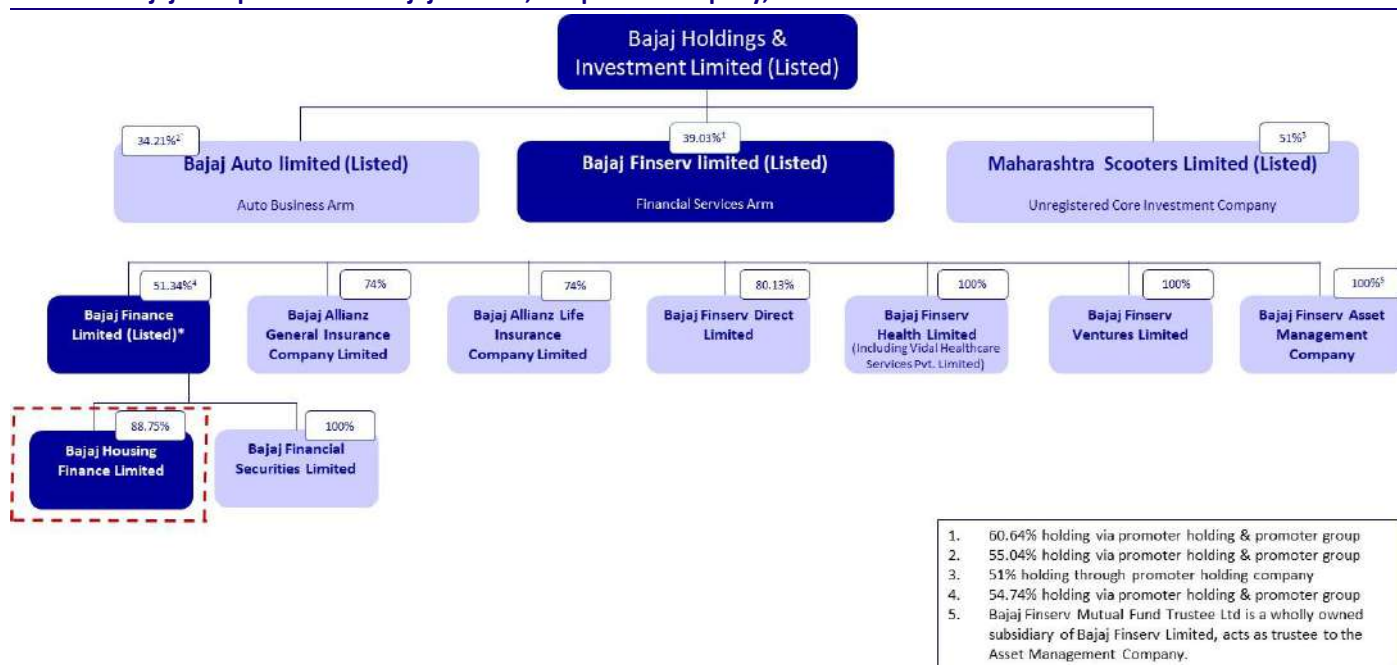 Bajaj Holdings &
Investment Limited (Listed)
34.21%²
Bajaj Auto limited (Listed)
Auto Business Arm
39.03%¹
Bajaj Finserv limited (Listed)
Financial Services Arm
51%³
Maharashtra Scooters Limited (Listed)
Unregistered Core Investment Company
51.34%⁴
Bajaj Finance
Limited (Listed)*
74%
Bajaj Allianz
General Insurance
Company Limited
74%
Bajaj Allianz Life
Insurance
Company Limited
80.13%
Bajaj Finserv Direct
Limited
100%
Bajaj Finserv
Health Limited
(Including Vidal Healthcare
Services Pvt. Limited)
100%
Bajaj Finserv
Ventures Limited
100%⁵
Bajaj Finserv Asset
Management
Company
88.75%
Bajaj Housing
Finance Limited
100%
Bajaj Financial
Securities Limited
1. 60.64% holding via promoter holding & promoter group
2. 55.04% holding via promoter holding & promoter group
3. 51% holding through promoter holding company
4. 54.74% holding via promoter holding & promoter group
5. Bajaj Finserv Mutual Fund Trustee Ltd is a wholly owned
subsidiary of Bajaj Finserv Limited, acts as trustee to the
Asset Management Company.